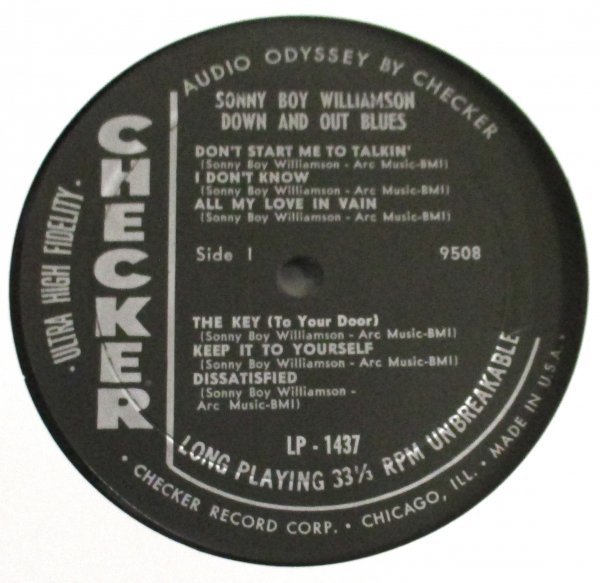 AUDIO ODYSSEY BY CHECKER
SONNY BOY WILLIAMSON
DOWN AND OUT BLUES
DON'T START ME TO TALKIN'
(Sonny Boy Williamson - Arc Music-BMI)
I DON'T KNOW
(Sonny Boy Williamson - Arc Music-BMI)
ALL MY LOVE IN VAIN
(Sonny Boy Williamson - Arc Music-BMI)
Side I
9508
THE KEY (To Your Door)
(Sonny Boy Williamson - Arc Music-BMI)
KEEP IT TO YOURSELF
(Sonny Boy Williamson - Arc Music-BMI)
DISSATISFIED
(Sonny Boy Williamson -
Arc Music-BMI)
LP - 1437
LONG PLAYING 33⅓ RPM UNBREAKABLE
CHECKER
· ULTRA HIGH FIDELITY ·
· CHECKER RECORD CORP. · CHICAGO, ILL. · MADE IN U.S.A.